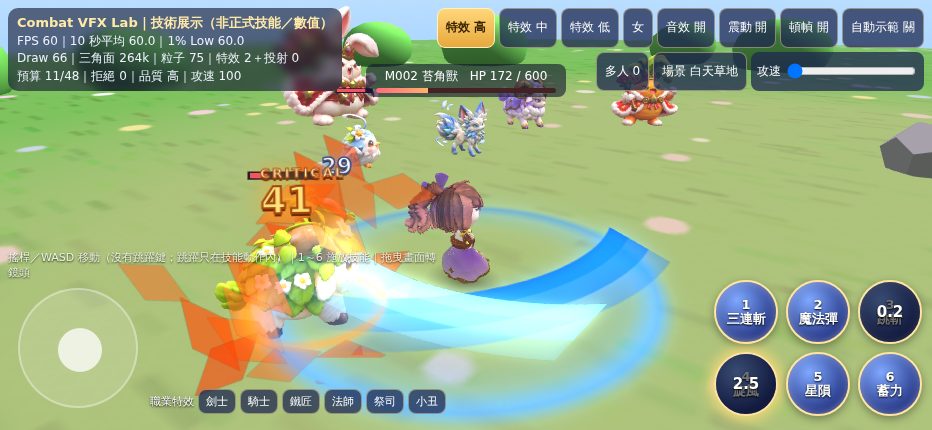 Combat VFX Lab｜技術展示（非正式技能／數值）
FPS 60｜10 秒平均 60.0｜1% Low 60.0
Draw 66｜三角面 264k｜粒子 75｜特效 2＋投射 0
預算 11/48｜拒絕 0｜品質 高｜攻速 100
特效 高
特效 中
特效 低
女
音效 開
震動 開
頓幀 開
自動示範 關
M002 苔角獸 HP 172 / 600
多人 0
場景 白天草地
攻速
29
CRITICAL
41
搖桿／WASD 移動（沒有跳躍鍵；跳躍只在技能動作內）｜1～6 施放技能｜拖曳畫面轉
鏡頭
1
三連斬
2
魔法彈
3
跳斬
0.2
4
旋風
2.5
5
星隕
6
蓄力
職業特效
劍士
騎士
鐵匠
法師
祭司
小丑